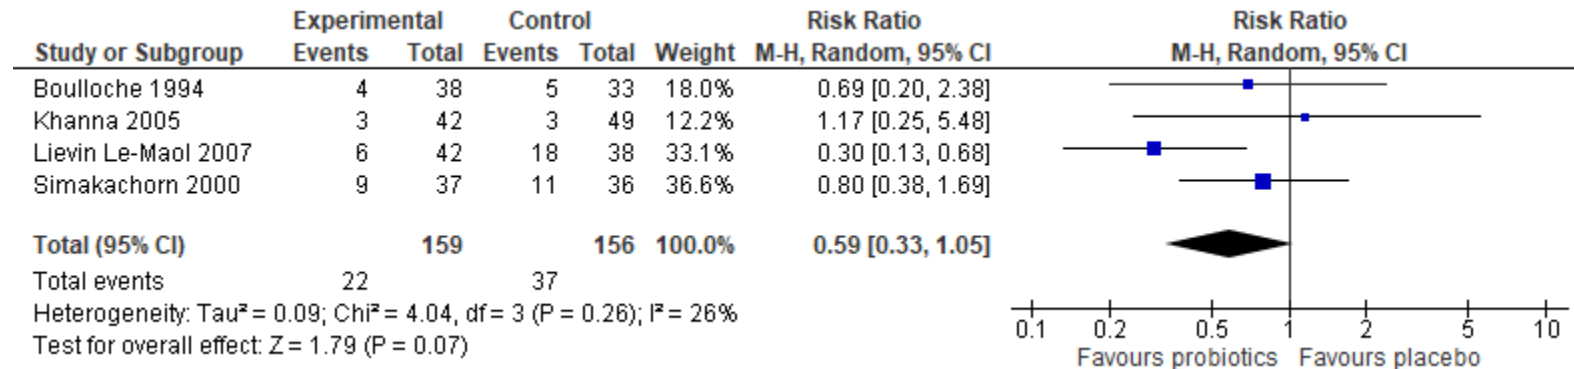 Experimental Control Risk Ratio Risk Ratio
Study or Subgroup Events Total Events Total Weight M-H, Random, 95% CI M-H, Random, 95% CI
Boulloche 1994 4 38 5 33 18.0% 0.69 [0.20, 2.38]
Khanna 2005 3 42 3 49 12.2% 1.17 [0.25, 5.48]
Lievin Le-Maol 2007 6 42 18 38 33.1% 0.30 [0.13, 0.68]
Simakachorn 2000 9 37 11 36 36.6% 0.80 [0.38, 1.69]
Total (95% CI) 159 156 100.0% 0.59 [0.33, 1.05]
Total events 22 37
Heterogeneity: Tau² = 0.09; Chi² = 4.04, df = 3 (P = 0.26); I² = 26%
Test for overall effect: Z = 1.79 (P = 0.07)
0.1 0.2 0.5 1 2 5 10
Favours probiotics Favours placebo